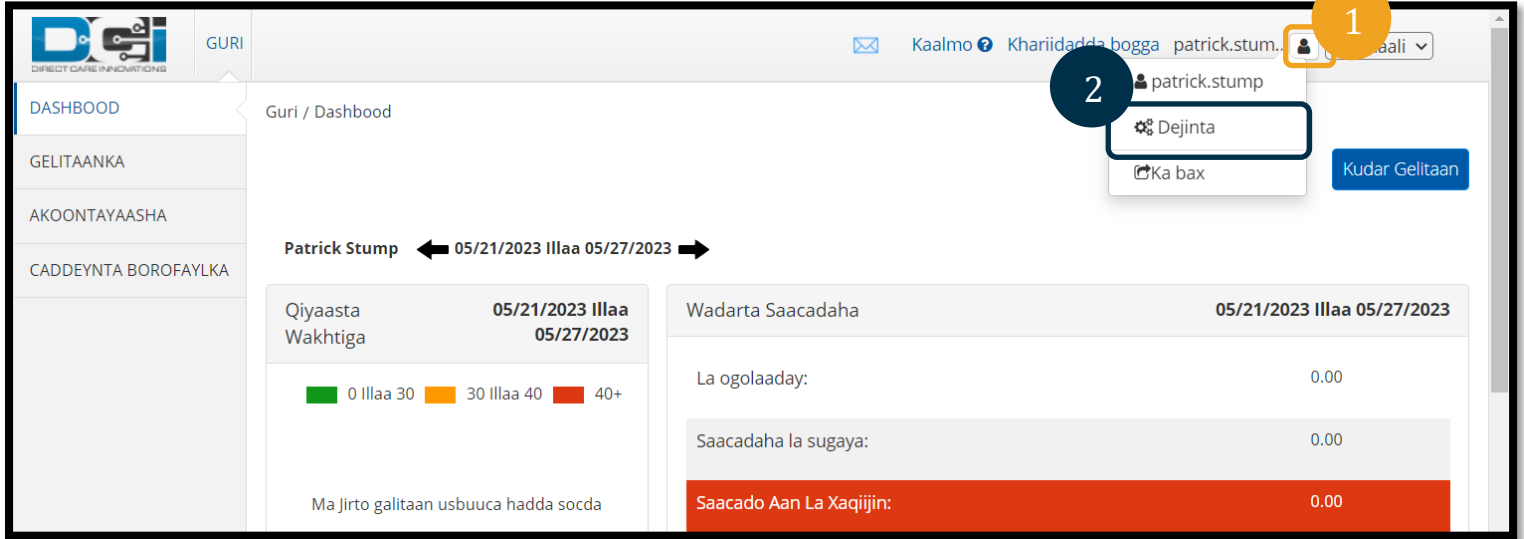 DCI
DIRECT CARE INNOVATIONS
GURI
Kaalmo
Khariidadda bogga
patrick.stum..
1
2
patrick.stump
Dejinta
Ka bax
DASHBOOD
GELITAANKA
AKOONTAYAASHA
CADDEYNTA BOROFAYLKA
Guri / Dashbood
Kudar Gelitaan
Patrick Stump 05/21/2023 Illaa 05/27/2023
Qiyaasta Wakhtiga
05/21/2023 Illaa 05/27/2023
0 Illaa 30 30 Illaa 40 40+
Ma Jirto galitaan usbuuca hadda socda
Wadarta Saacadaha 05/21/2023 Illaa 05/27/2023
La ogolaaday: 0.00
Saacadaha la sugaya: 0.00
Saacado Aan La Xaqiijin: 0.00